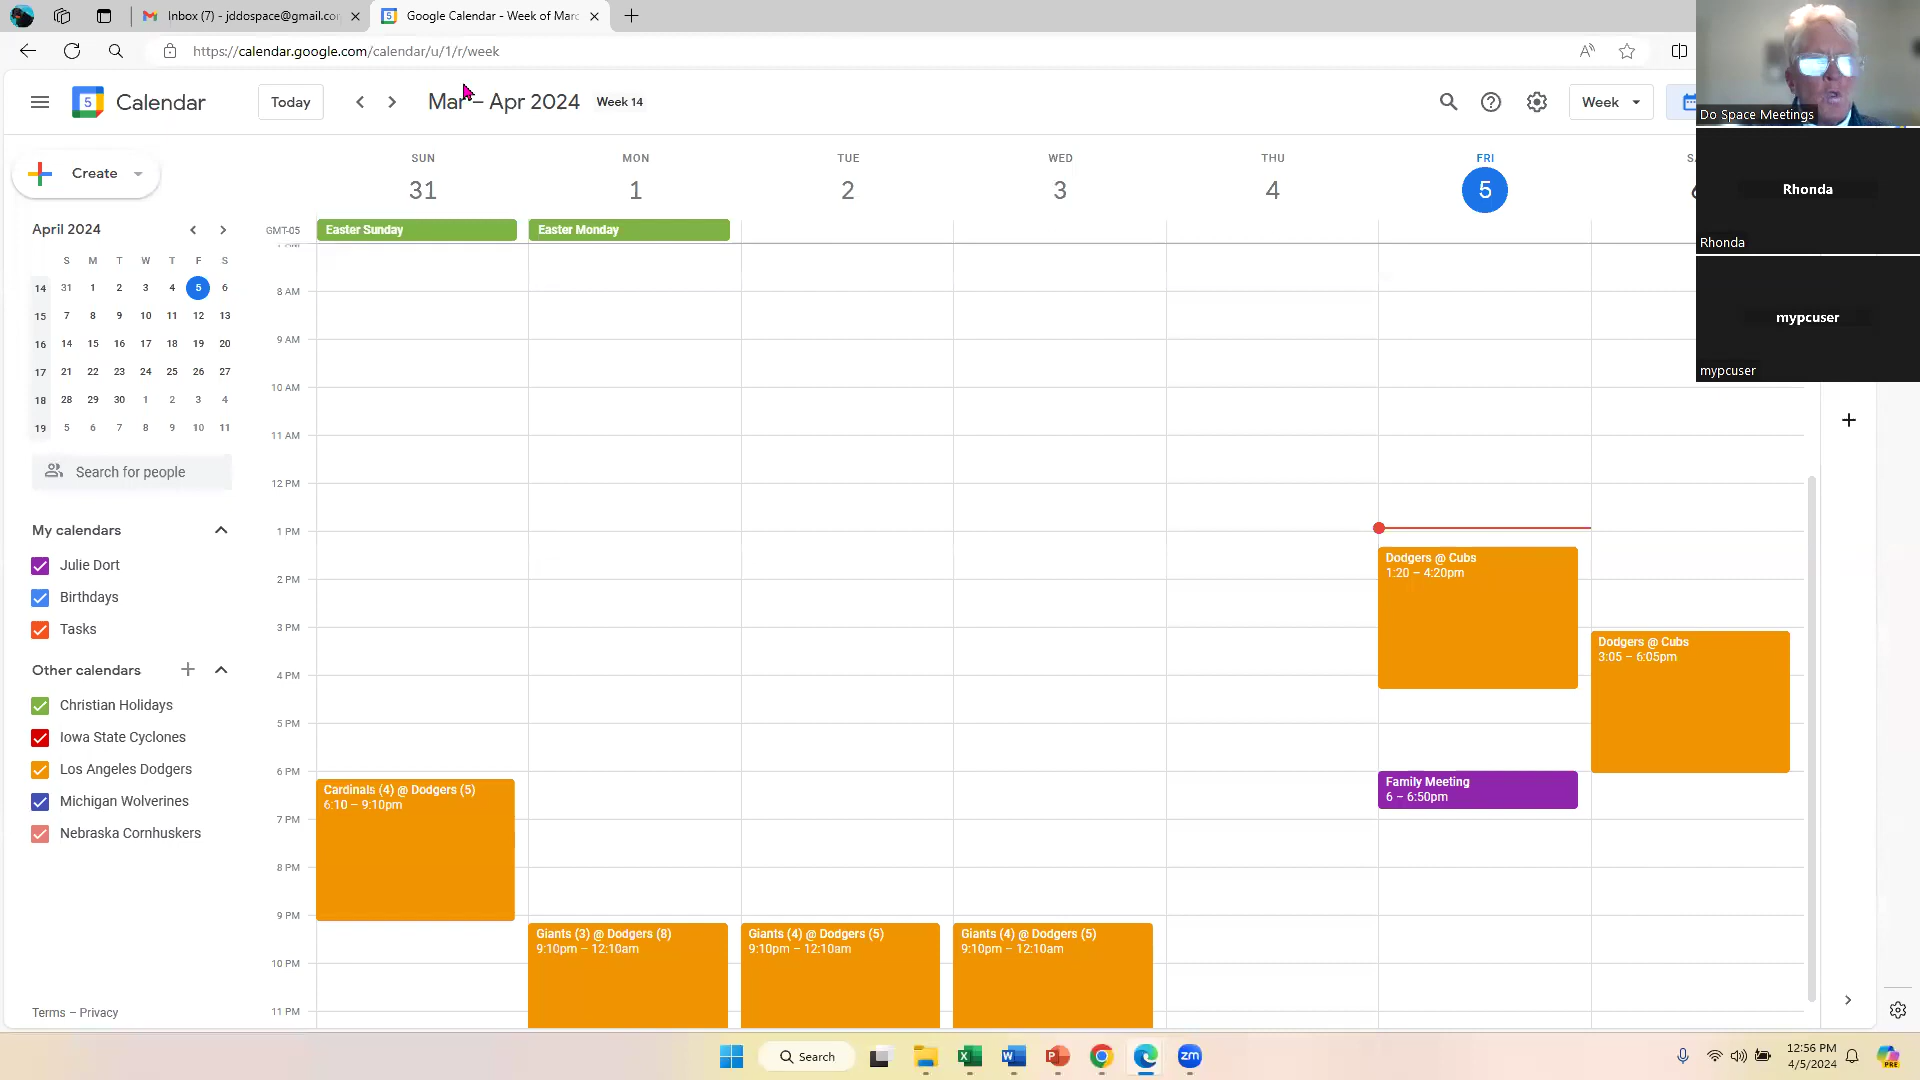 Inbox (7) - jddospace@gmail.co
Google Calendar - Week of Marc
https://calendar.google.com/calendar/u/1/r/week
5
Calendar
Today
Mar – Apr 2024
Week 14
Week
Do Space Meetings
Rhonda
Rhonda
mypcuser
mypcuser
Create
April 2024
S M T W T F S
14 31 1 2 3 4 5 6
15 7 8 9 10 11 12 13
16 14 15 16 17 18 19 20
17 21 22 23 24 25 26 27
18 28 29 30 1 2 3 4
19 5 6 7 8 9 10 11
Search for people
My calendars
Julie Dort
Birthdays
Tasks
Other calendars
Christian Holidays
Iowa State Cyclones
Los Angeles Dodgers
Michigan Wolverines
Nebraska Cornhuskers
Terms – Privacy
SUN MON TUE WED THU FRI
31 1 2 3 4 5
GMT-05
Easter Sunday
Easter Monday
8 AM
9 AM
10 AM
11 AM
12 PM
1 PM
2 PM
3 PM
4 PM
5 PM
6 PM
7 PM
8 PM
9 PM
10 PM
11 PM
Cardinals (4) @ Dodgers (5)
6:10 – 9:10pm
Giants (3) @ Dodgers (8)
9:10pm – 12:10am
Giants (4) @ Dodgers (5)
9:10pm – 12:10am
Giants (4) @ Dodgers (5)
9:10pm – 12:10am
Dodgers @ Cubs
1:20 – 4:20pm
Family Meeting
6 – 6:50pm
Dodgers @ Cubs
3:05 – 6:05pm
Search
zm
12:56 PM
4/5/2024
PRE